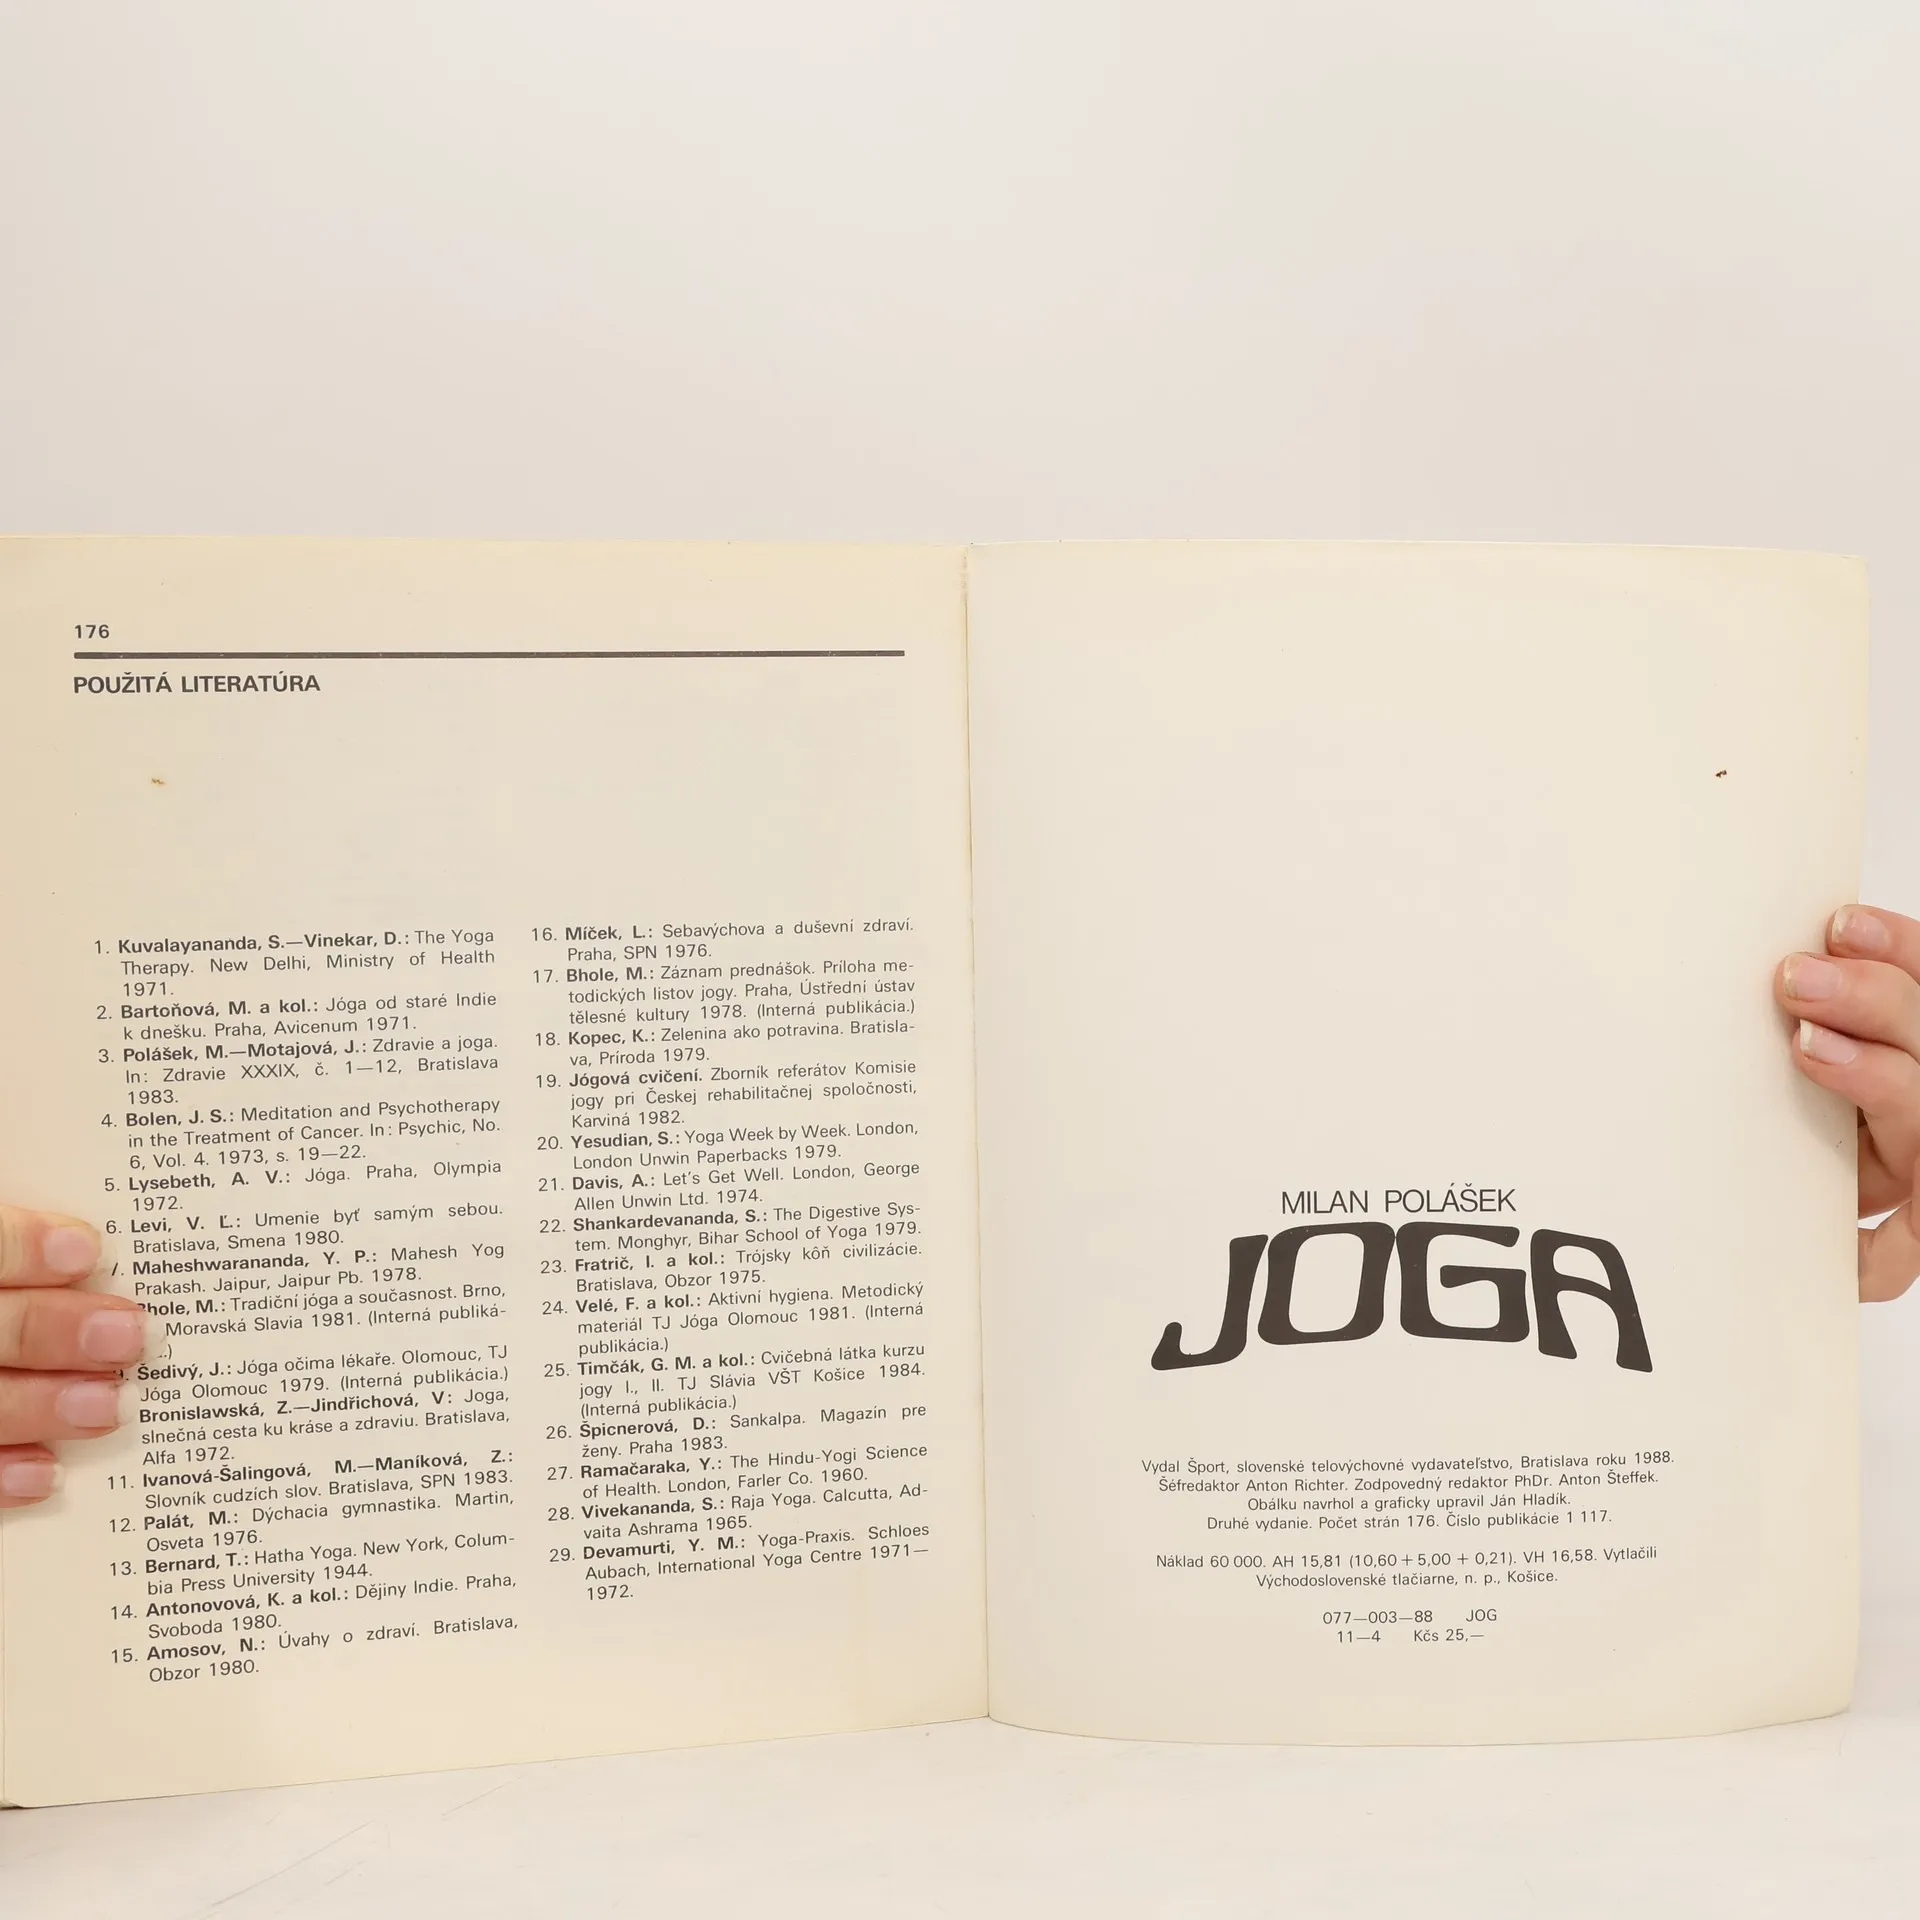 176
POUŽITÁ LITERATÚRA
1. Kuvalayananda, S.—Vinekar, D.: The Yoga
Therapy. New Delhi, Ministry of Health
1971.
2. Bartoňová, M. a kol.: Jóga od staré Indie
k dnešku. Praha, Avicenum 1971.
3. Polášek, M.—Motajová, J.: Zdravie a joga.
In: Zdravie XXXIX, č. 1—12, Bratislava
1983.
4. Bolen, J. S.: Meditation and Psychotherapy
in the Treatment of Cancer. In: Psychic, No.
6, Vol. 4. 1973, s. 19—22.
5. Lysebeth, A. V.: Jóga. Praha, Olympia
1972.
6. Levi, V. Ľ.: Umenie byť samým sebou.
Bratislava, Smena 1980.
7. Maheshwarananda, Y. P.: Mahesh Yog
Prakash. Jaipur, Jaipur Pb. 1978.
Bhole, M.: Tradiční jóga a současnost. Brno,
Moravská Slavia 1981. (Interná publiká-
Šedivý, J.: Jóga očima lékaře. Olomouc, TJ
Jóga Olomouc 1979. (Interná publikácia.)
Bronislawská, Z.—Jindřichová, V: Joga,
slnečná cesta ku kráse a zdraviu. Bratislava,
Alfa 1972.
11. Ivanová-Šalingová, M.—Maníková, Z.:
Slovník cudzích slov. Bratislava, SPN 1983.
12. Palát, M.: Dýchacia gymnastika. Martin,
Osveta 1976.
13. Bernard, T.: Hatha Yoga. New York, Colum-
bia Press University 1944.
14. Antonovová, K. a kol.: Dějiny Indie. Praha,
Svoboda 1980.
15. Amosov, N.: Úvahy o zdraví. Bratislava,
Obzor 1980.
16. Míček, L.: Sebavýchova a duševní zdraví.
Praha, SPN 1976.
17. Bhole, M.: Záznam prednášok. Príloha me-
todických listov jogy. Praha, Ústřední ústav
tělesné kultury 1978. (Interná publikácia.)
18. Kopec, K.: Zelenina ako potravina. Bratisla-
va, Príroda 1979.
19. Jógová cvičení. Zborník referátov Komisie
jogy pri Českej rehabilitačnej spoločnosti,
Karviná 1982.
20. Yesudian, S.: Yoga Week by Week. London,
London Unwin Paperbacks 1979.
21. Davis, A.: Let's Get Well. London, George
Allen Unwin Ltd. 1974.
22. Shankardevananda, S.: The Digestive Sys-
tem. Monghyr, Bihar School of Yoga 1979.
23. Fratrič, I. a kol.: Trójsky kôň civilizácie.
Bratislava, Obzor 1975.
24. Velé, F. a kol.: Aktivní hygiena. Metodický
materiál TJ Jóga Olomouc 1981. (Interná
publikácia.)
25. Timčák, G. M. a kol.: Cvičebná látka kurzu
jogy I., II. TJ Slávia VŠT Košice 1984.
(Interná publikácia.)
26. Špicnerová, D.: Sankalpa. Magazín pre
ženy. Praha 1983.
27. Ramačaraka, Y.: The Hindu-Yogi Science
of Health. London, Farler Co. 1960.
28. Vivekananda, S.: Raja Yoga. Calcutta, Ad-
vaita Ashrama 1965.
29. Devamurti, Y. M.: Yoga-Praxis. Schloes
Aubach, International Yoga Centre 1971—
1972.
MILAN POLÁŠEK
JOGA
Vydal Šport, slovenské telovýchovné vydavateľstvo, Bratislava roku 1988.
Šéfredaktor Anton Richter. Zodpovedný redaktor PhDr. Anton Šteffek.
Obálku navrhol a graficky upravil Ján Hladík.
Druhé vydanie. Počet strán 176. Číslo publikácie 1 117.
Náklad 60 000. AH 15,81 (10,60 + 5,00 + 0,21). VH 16,58. Vytlačili
Východoslovenské tlačiarne, n. p., Košice.
077—003—88 JOG
11—4 Kčs 25,—